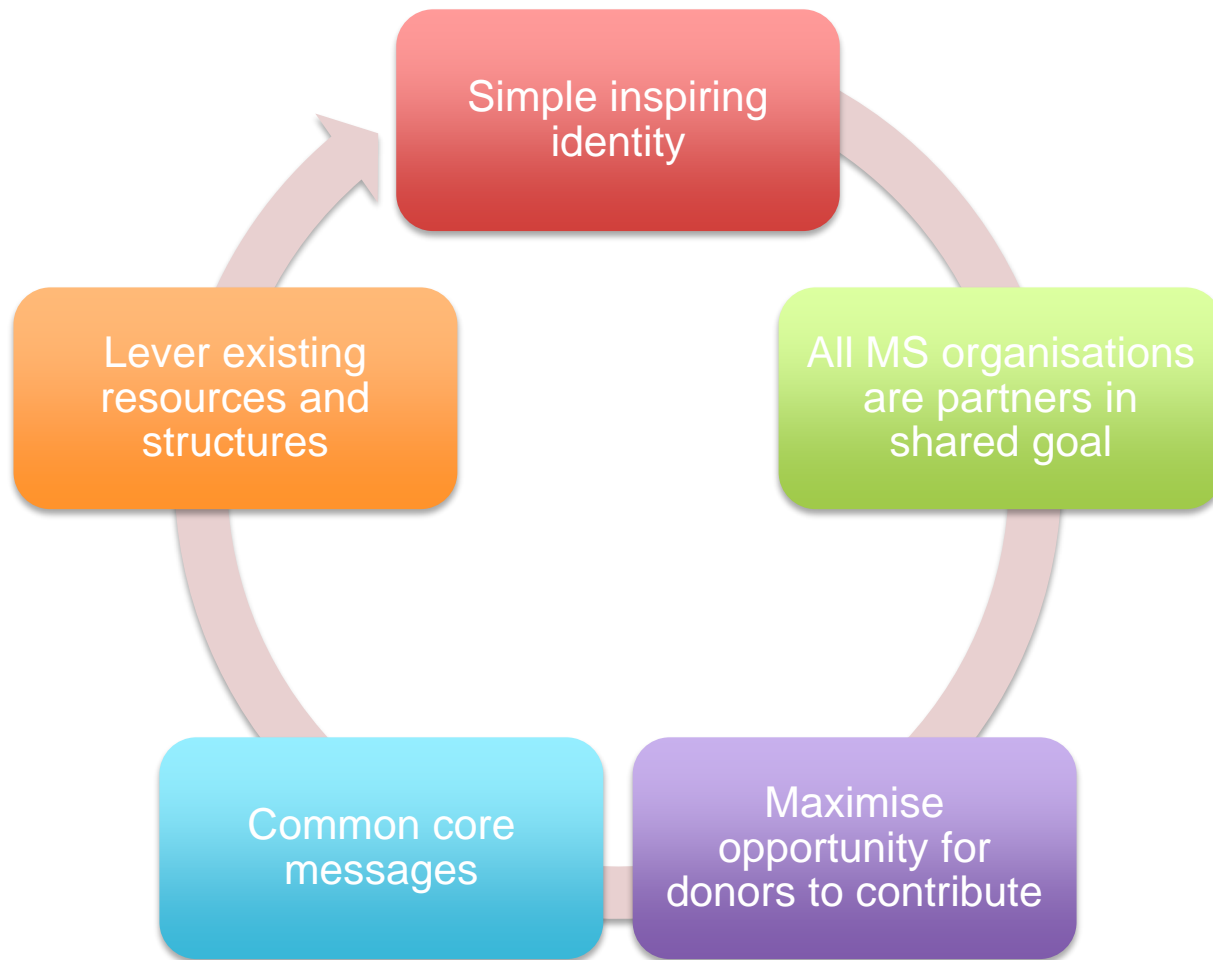 Simple inspiring
identity
All MS organisations
are partners in
shared goal
Maximise
opportunity for
donors to contribute
Common core
messages
Lever existing
resources and
structures